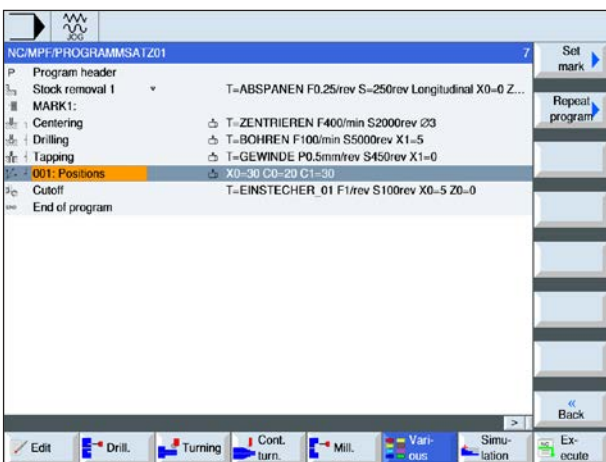 JOG
NC/MPF/PROGRAMMSATZ01 7
P Program header
Stock removal 1 T=ABSPANEN F0.25/rev S=250rev Longitudinal X0=0 Z...
MARK1:
Centering T=ZENTRIEREN F400/min S2000rev Ø3
Drilling T=BOHREN F100/min S5000rev X1=5
Tapping T=GEWINDE P0.5mm/rev S450rev X1=0
001: Positions X0=30 C0=20 C1=30
Cutoff T=EINSTECHER_01 F1/rev S100rev X0=5 Z0=0
END End of program
Set
mark
Repeat
program
«
Back
>
Edit
Drill.
Turning
Cont.
turn.
Mill.
Vari-
ous
Simu-
lation
NC
Ex-
ecute